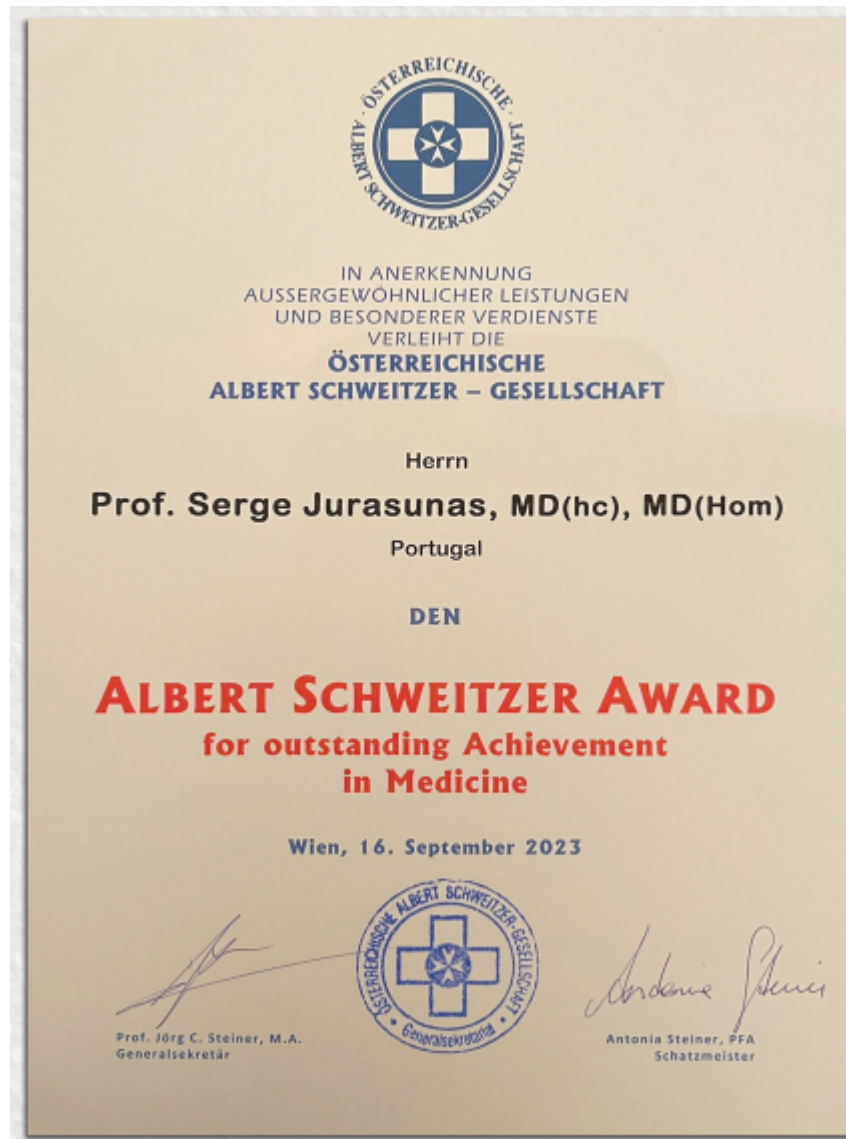 ÖSTERREICHISCHE · ALBERT SCHWEITZER-GESELLSCHAFT ·
IN ANERKENNUNG
AUSSERGEWÖHNLICHER LEISTUNGEN
UND BESONDERER VERDIENSTE
VERLEIHT DIE
ÖSTERREICHISCHE
ALBERT SCHWEITZER – GESELLSCHAFT
Herrn
Prof. Serge Jurasunas, MD(hc), MD(Hom)
Portugal
DEN
ALBERT SCHWEITZER AWARD
for outstanding Achievement
in Medicine
Wien, 16. September 2023
ÖSTERREICHISCHE ALBERT SCHWEITZER-GESELLSCHAFT
• Generalsekretariat •
Antonia Steiner
Prof. Jörg C. Steiner, M.A.
Generalsekretär
Antonia Steiner, PFA
Schatzmeister